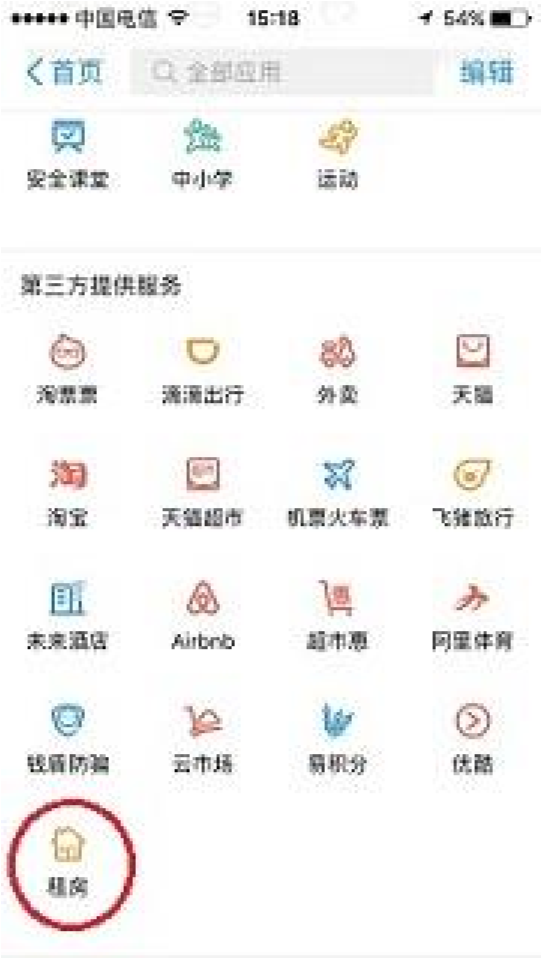 中国电信 15:18 54%
首页 全部应用 编辑
安全课堂 中小学 运动
第三方提供服务
淘票票 滴滴出行 外卖 天猫
淘
淘宝 天猫超市 机票火车票 飞猪旅行
惠
未来酒店 Airbnb 超市惠 阿里体育
钱盾防骗 云市场 易积分 优酷
租房